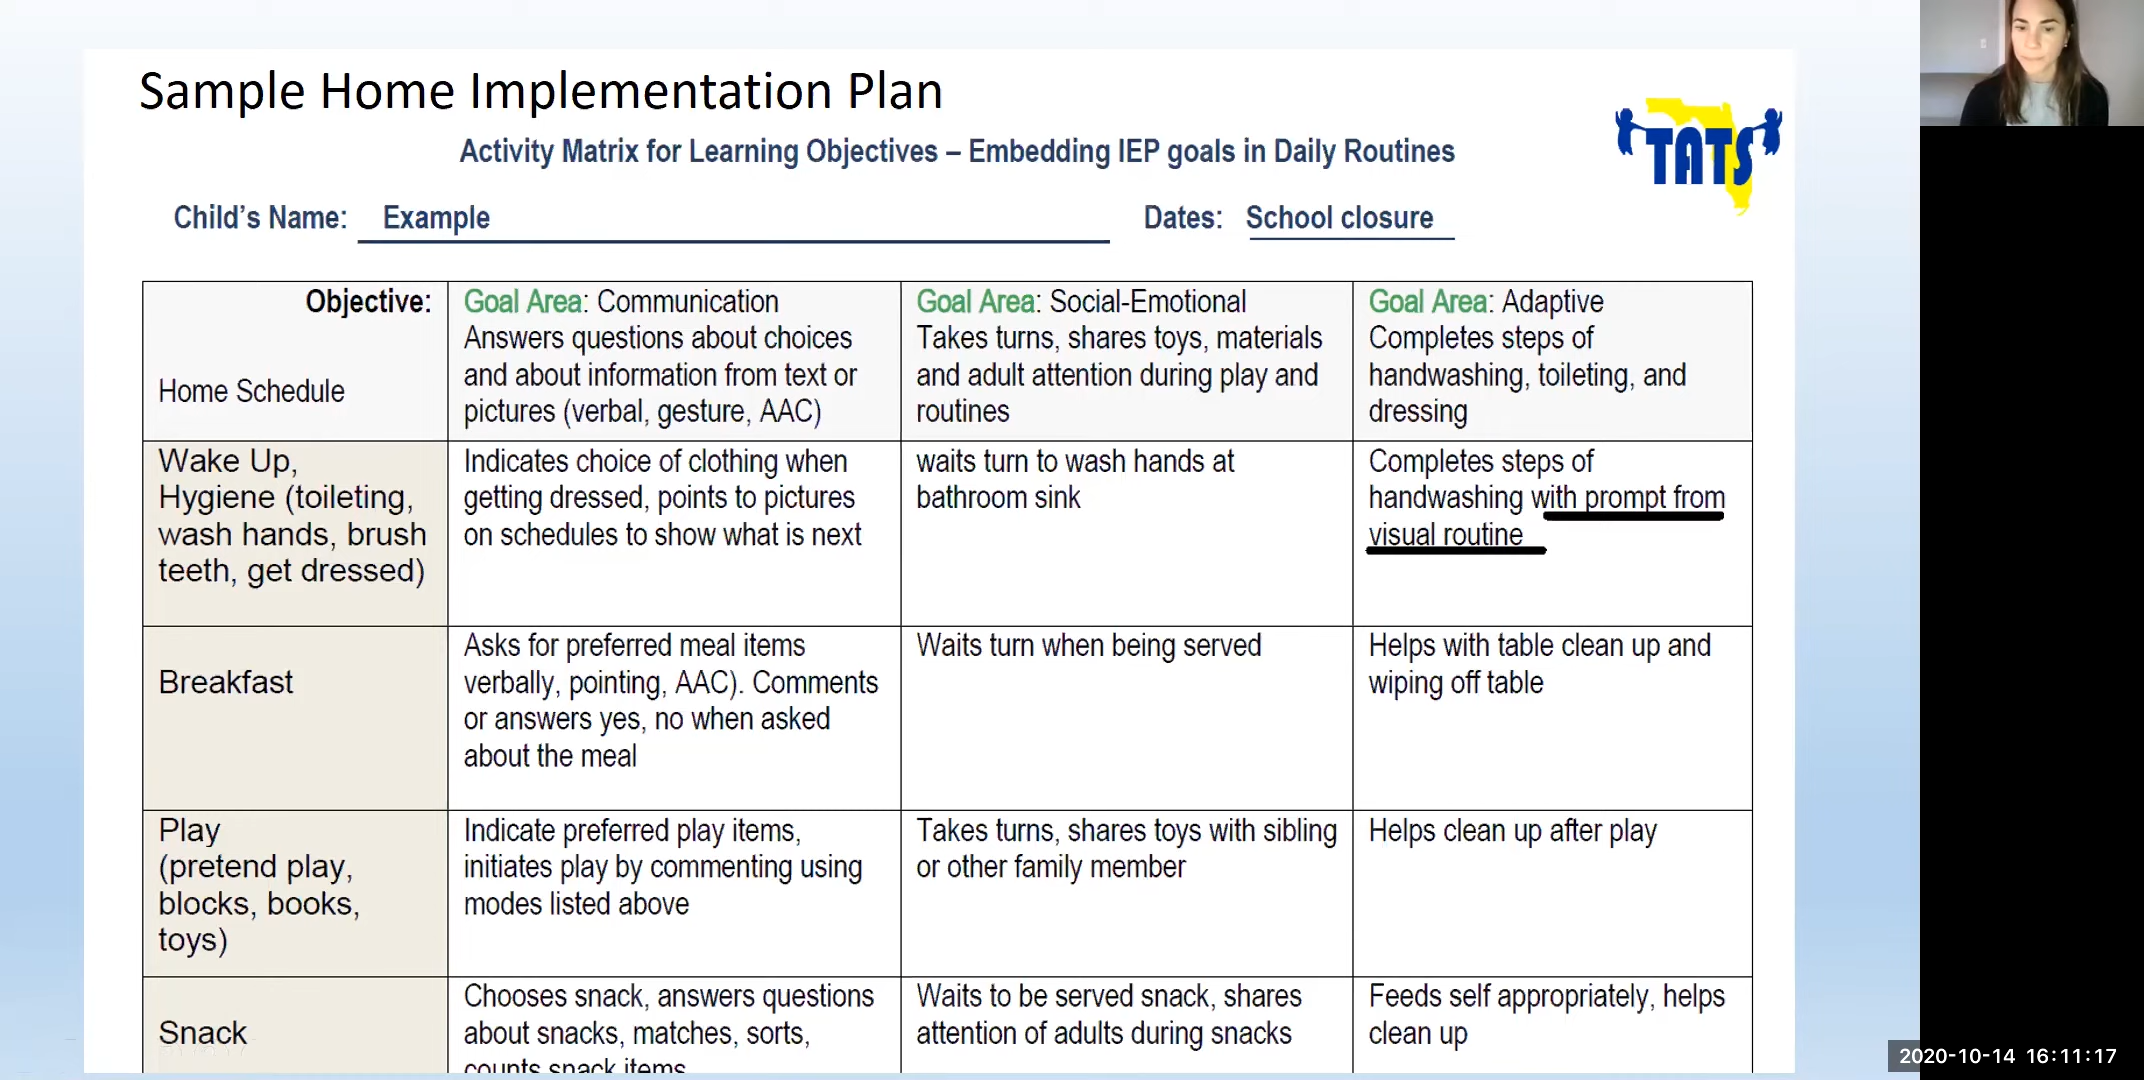 Sample Home Implementation Plan
TATS
Activity Matrix for Learning Objectives – Embedding IEP goals in Daily Routines
Child's Name: Example
Dates: School closure
Objective:
Home Schedule
Goal Area: Communication
Answers questions about choices
and about information from text or
pictures (verbal, gesture, AAC)
Goal Area: Social-Emotional
Takes turns, shares toys, materials
and adult attention during play and
routines
Goal Area: Adaptive
Completes steps of
handwashing, toileting, and
dressing
Wake Up,
Hygiene (toileting,
wash hands, brush
teeth, get dressed)
Indicates choice of clothing when
getting dressed, points to pictures
on schedules to show what is next
waits turn to wash hands at
bathroom sink
Completes steps of
handwashing with prompt from
visual routine
Breakfast
Asks for preferred meal items
verbally, pointing, AAC). Comments
or answers yes, no when asked
about the meal
Waits turn when being served
Helps with table clean up and
wiping off table
Play
(pretend play,
blocks, books,
toys)
Indicate preferred play items,
initiates play by commenting using
modes listed above
Takes turns, shares toys with sibling
or other family member
Helps clean up after play
Snack
Chooses snack, answers questions
about snacks, matches, sorts,
counts snack items
Waits to be served snack, shares
attention of adults during snacks
Feeds self appropriately, helps
clean up
2020-10-14 16:11:17